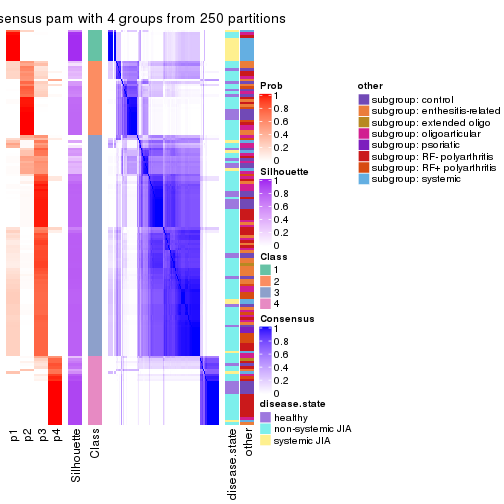 sensus pam with 4 groups from 250 partitions
Prob
1
0.8
0.6
0.4
0.2
0
Silhouette
1
0.8
0.6
0.4
0.2
0
Class
1
2
3
4
Consensus
1
0.8
0.6
0.4
0.2
0
disease.state
healthy
non-systemic JIA
systemic JIA
other
subgroup: control
subgroup: enthesitis-related
subgroup: extended oligo
subgroup: oligoarticular
subgroup: psoriatic
subgroup: RF- polyarthritis
subgroup: RF+ polyarthritis
subgroup: systemic
p1
p2
p3
p4
Silhouette
Class
disease.state
other